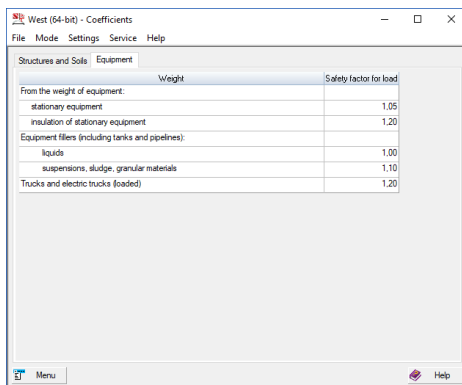 West (64-bit) - Coefficients
File Mode Settings Service Help
Structures and Soils Equipment
Weight Safety factor for load
From the weight of equipment:
stationary equipment 1,05
insulation of stationary equipment 1,20
Equipment fillers (including tanks and pipelines):
liquids 1,00
suspensions, sludge, granular materials 1,10
Trucks and electric trucks (loaded) 1,20
Menu Help